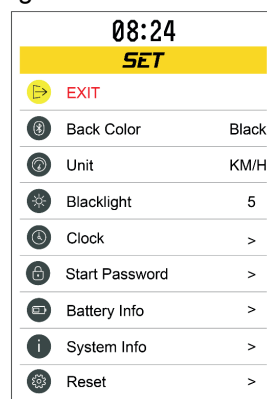 08:24
SET
EXIT
Back Color Black
Unit KM/H
Blacklight 5
Clock >
Start Password >
Battery Info >
System Info >
Reset >